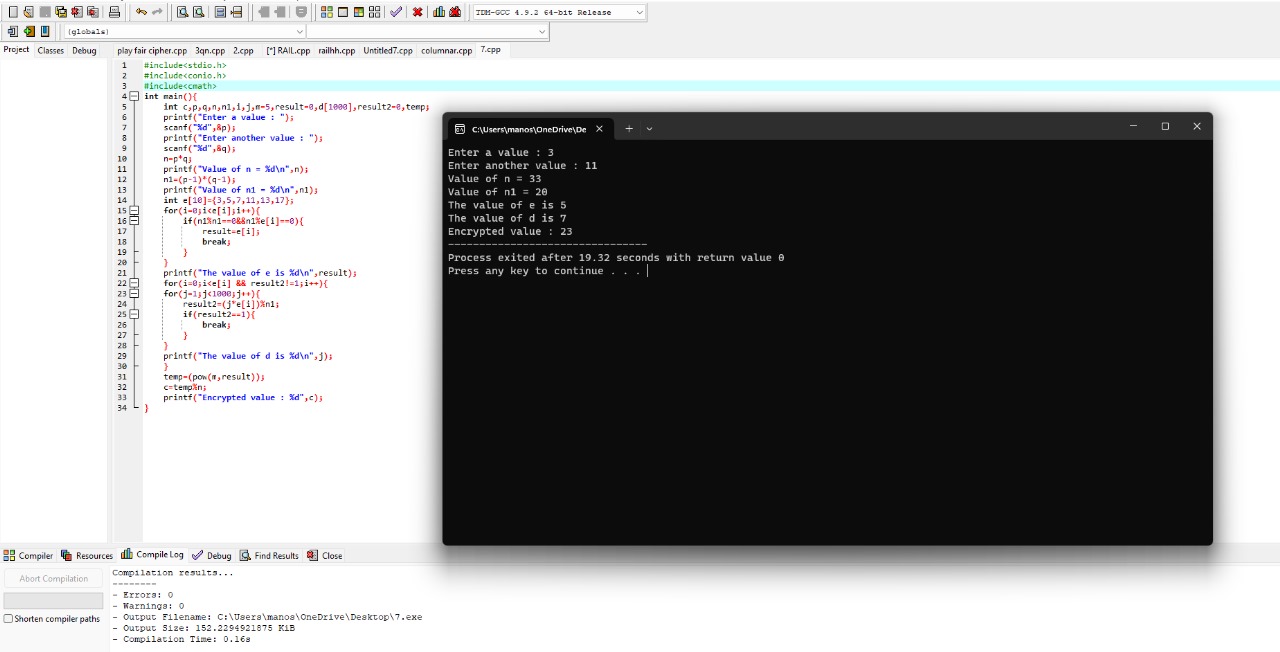 TDM-GCC 4.9.2 64-bit Release
(globals)
Project Classes Debug
play fair cipher.cpp 3qn.cpp 2.cpp [*] RAIL.cpp railhh.cpp Untitled7.cpp columnar.cpp 7.cpp
1 #include<stdio.h>
2 #include<conio.h>
3 #include<cmath>
4 int main(){
5 int c,p,q,n,n1,i,j,m=5,result=0,d[1000],result2=0,temp;
6 printf("Enter a value : ");
7 scanf("%d",&p);
8 printf("Enter another value : ");
9 scanf("%d",&q);
10 n=p*q;
11 printf("Value of n = %d\n",n);
12 n1=(p-1)*(q-1);
13 printf("Value of n1 = %d\n",n1);
14 int e[10]={3,5,7,11,13,17};
15 for(i=0;i<e[i];i++){
16 if(n1%n1==0&&n1%e[i]==0){
17 result=e[i];
18 break;
19 }
20 }
21 printf("The value of e is %d\n",result);
22 for(i=0;i<e[i] && result2!=1;i++){
23 for(j=1;j<1000;j++){
24 result2=(j*e[i])%n1;
25 if(result2==1){
26 break;
27 }
28 }
29 printf("The value of d is %d\n",j);
30 }
31 temp=(pow(m,result));
32 c=temp%n;
33 printf("Encrypted value : %d",c);
34 }
C:\Users\manos\OneDrive\De
Enter a value : 3
Enter another value : 11
Value of n = 33
Value of n1 = 20
The value of e is 5
The value of d is 7
Encrypted value : 23
--------------------------------
Process exited after 19.32 seconds with return value 0
Press any key to continue . . .
Compiler Resources Compile Log Debug Find Results Close
Abort Compilation
Shorten compiler paths
Compilation results...
--------
- Errors: 0
- Warnings: 0
- Output Filename: C:\Users\manos\OneDrive\Desktop\7.exe
- Output Size: 152.2294921875 KiB
- Compilation Time: 0.16s